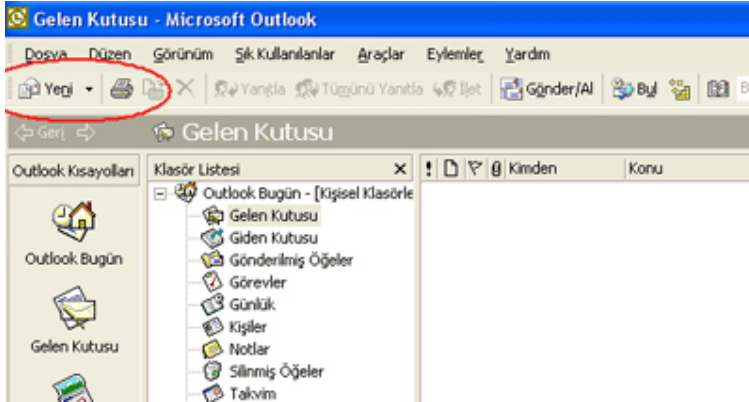 Gelen Kutusu - Microsoft Outlook
Dosya Düzen Görünüm Sık Kullanılanlar Araçlar Eylemler Yardım
Yeni Yanıtla Tümünü Yanıtla İlet Gönder/Al Bul B
Geri Gelen Kutusu
Outlook Kısayolları
Outlook Bugün
Gelen Kutusu
Klasör Listesi
Outlook Bugün - [Kişisel Klasörle
Gelen Kutusu
Giden Kutusu
Gönderilmiş Öğeler
Görevler
Günlük
Kişiler
Notlar
Silinmiş Öğeler
Takvim
Kimden Konu